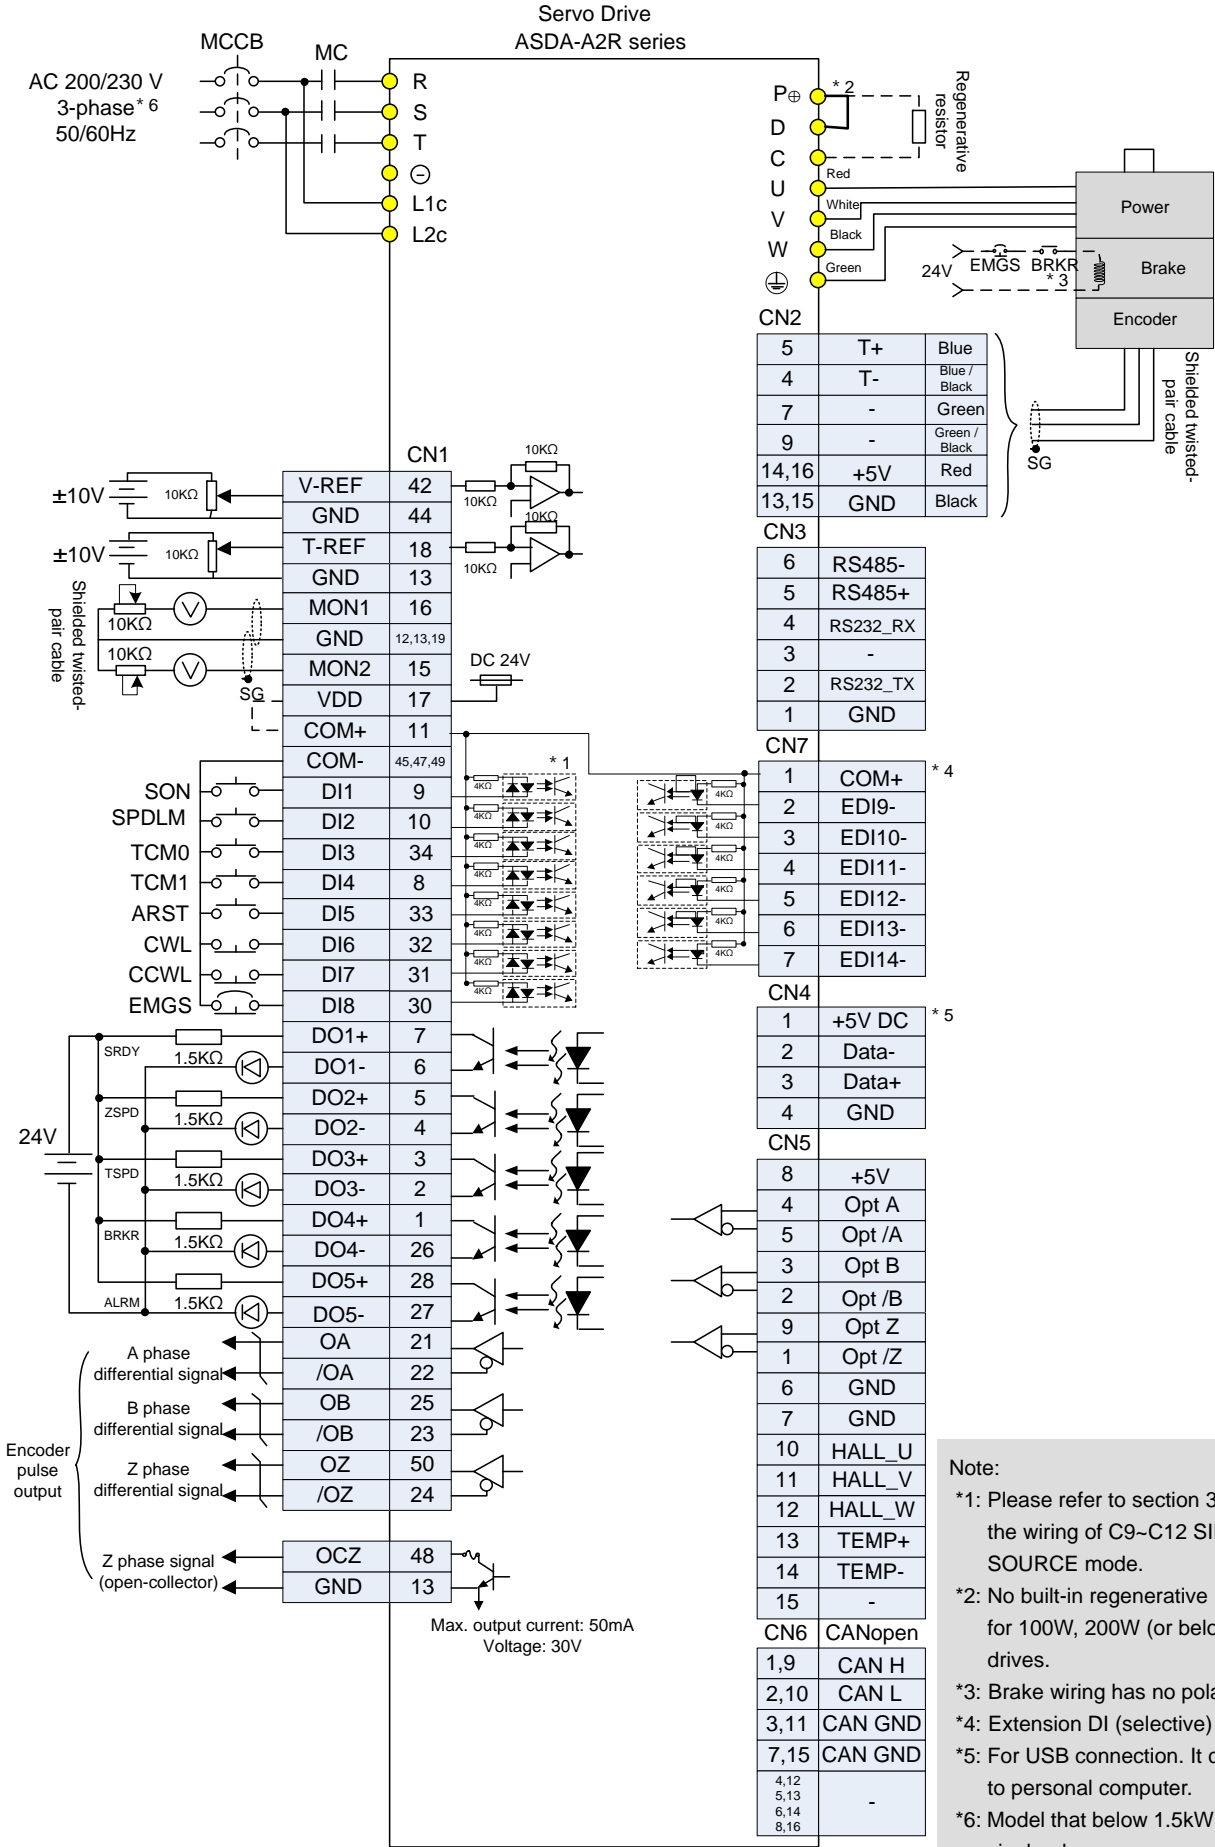 Servo Drive
ASDA-A2R series
MCCB
MC
AC 200/230 V
3-phase * 6
50/60Hz
R
S
T
⊖
L1c
L2c
P⊕
* 2
D
C
U
V
W
Regenerative
resistor
Red
White
Black
Green
24V
EMGS
BRKR
* 3
Power
Brake
Encoder
Shielded twisted-
pair cable
SG
CN2
5 T+ Blue
4 T- Blue /
Black
7 - Green
9 - Green /
Black
14,16 +5V Red
13,15 GND Black
CN3
6 RS485-
5 RS485+
4 RS232_RX
3 -
2 RS232_TX
1 GND
CN7
1 COM+ * 4
2 EDI9-
3 EDI10-
4 EDI11-
5 EDI12-
6 EDI13-
7 EDI14-
4KΩ
4KΩ
4KΩ
4KΩ
4KΩ
4KΩ
CN4
1 +5V DC * 5
2 Data-
3 Data+
4 GND
CN5
8 +5V
4 Opt A
5 Opt /A
3 Opt B
2 Opt /B
9 Opt Z
1 Opt /Z
6 GND
7 GND
10 HALL_U
11 HALL_V
12 HALL_W
13 TEMP+
14 TEMP-
15 -
CN6 CANopen
1,9 CAN H
2,10 CAN L
3,11 CAN GND
7,15 CAN GND
4,12
5,13
6,14
8,16
-
CN1
±10V
10KΩ
V-REF 42
10KΩ
10KΩ
GND 44
±10V
10KΩ
T-REF 18
10KΩ
10KΩ
GND 13
Shielded twisted-
pair cable
10KΩ
V
MON1 16
GND 12,13,19
10KΩ
V
MON2 15
SG
DC 24V
VDD 17
COM+ 11
COM- 45,47,49
* 1
SON DI1 9 4KΩ
SPDLM DI2 10 4KΩ
TCM0 DI3 34 4KΩ
TCM1 DI4 8 4KΩ
ARST DI5 33 4KΩ
CWL DI6 32 4KΩ
CCWL DI7 31 4KΩ
EMGS DI8 30 4KΩ
24V
SRDY
1.5KΩ
DO1+ 7
DO1- 6
ZSPD
1.5KΩ
DO2+ 5
DO2- 4
TSPD
1.5KΩ
DO3+ 3
DO3- 2
BRKR
1.5KΩ
DO4+ 1
DO4- 26
ALRM
1.5KΩ
DO5+ 28
DO5- 27
Encoder
pulse
output
A phase
differential signal
OA 21
/OA 22
B phase
differential signal
OB 25
/OB 23
Z phase
differential signal
OZ 50
/OZ 24
Z phase signal
(open-collector)
OCZ 48
GND 13
Max. output current: 50mA
Voltage: 30V
Note:
*1: Please refer to section 3
the wiring of C9~C12 SI
SOURCE mode.
*2: No built-in regenerative
for 100W, 200W (or belo
drives.
*3: Brake wiring has no pola
*4: Extension DI (selective)
*5: For USB connection. It c
to personal computer.
*6: Model that below 1.5kW